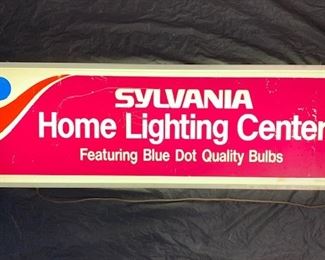 SYLVANIA
Home Lighting Center
Featuring Blue Dot Quality Bulbs